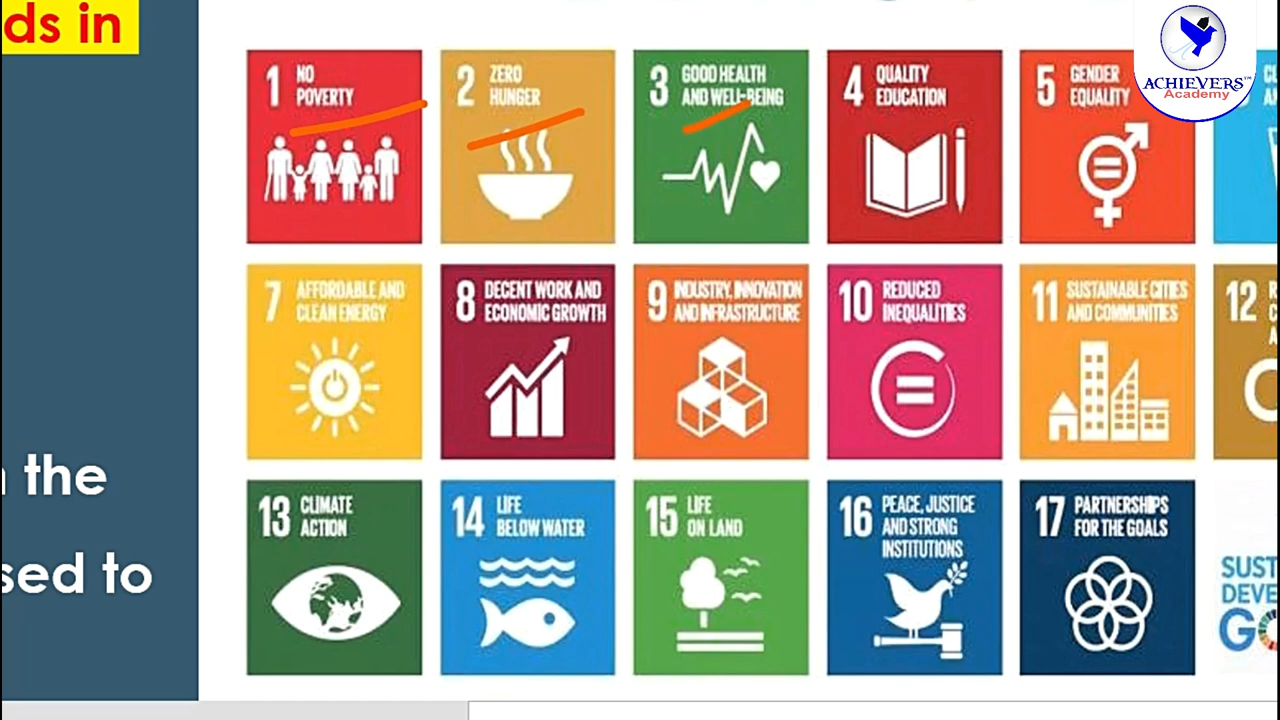 ds in
1 NO
POVERTY
2 ZERO
HUNGER
3 GOOD HEALTH
AND WELL-BEING
4 QUALITY
EDUCATION
5 GENDER
EQUALITY
ACHIEVERS™
Academy
7 AFFORDABLE AND
CLEAN ENERGY
8 DECENT WORK AND
ECONOMIC GROWTH
9 INDUSTRY, INNOVATION
AND INFRASTRUCTURE
10 REDUCED
INEQUALITIES
11 SUSTAINABLE CITIES
AND COMMUNITIES
12
the
sed to
13 CLIMATE
ACTION
14 LIFE
BELOW WATER
15 LIFE
ON LAND
16 PEACE, JUSTICE
AND STRONG
INSTITUTIONS
17 PARTNERSHIPS
FOR THE GOALS
SUST
DEVE
GO